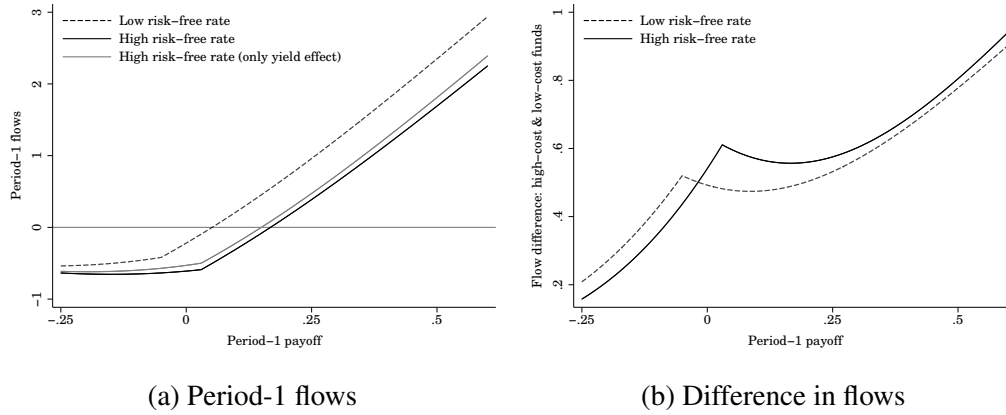 Low risk−free rate
High risk−free rate
High risk−free rate (only yield effect)
Period−1 flows
3
2
1
0
−1
−.25
0
.25
.5
Period−1 payoff
(a) Period-1 flows
Low risk−free rate
High risk−free rate
Flow difference: high−cost & low−cost funds
1
.8
.6
.4
.2
−.25
0
.25
.5
Period−1 payoff
(b) Difference in flows